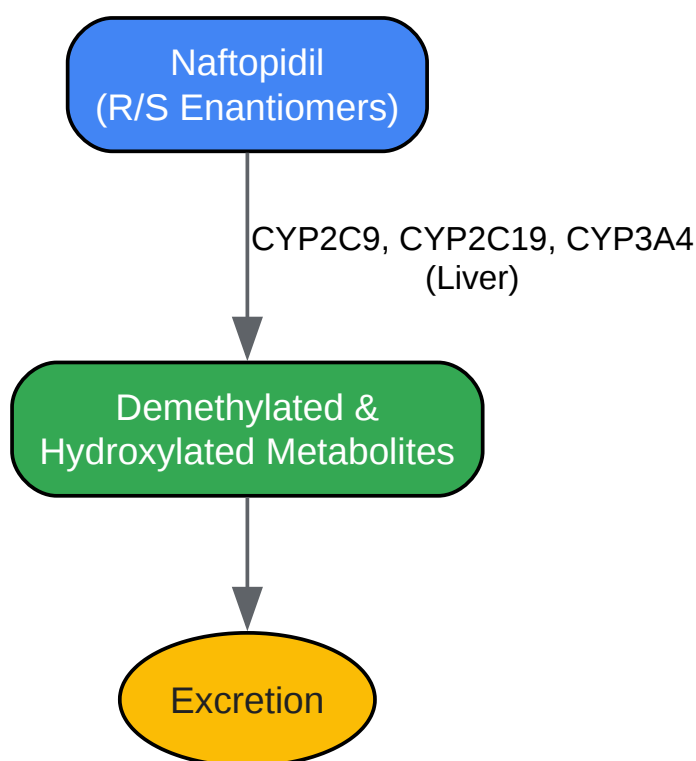 Naftopidil
(R/S Enantiomers)
CYP2C9, CYP2C19, CYP3A4
(Liver)
Demethylated &
Hydroxylated Metabolites
Excretion